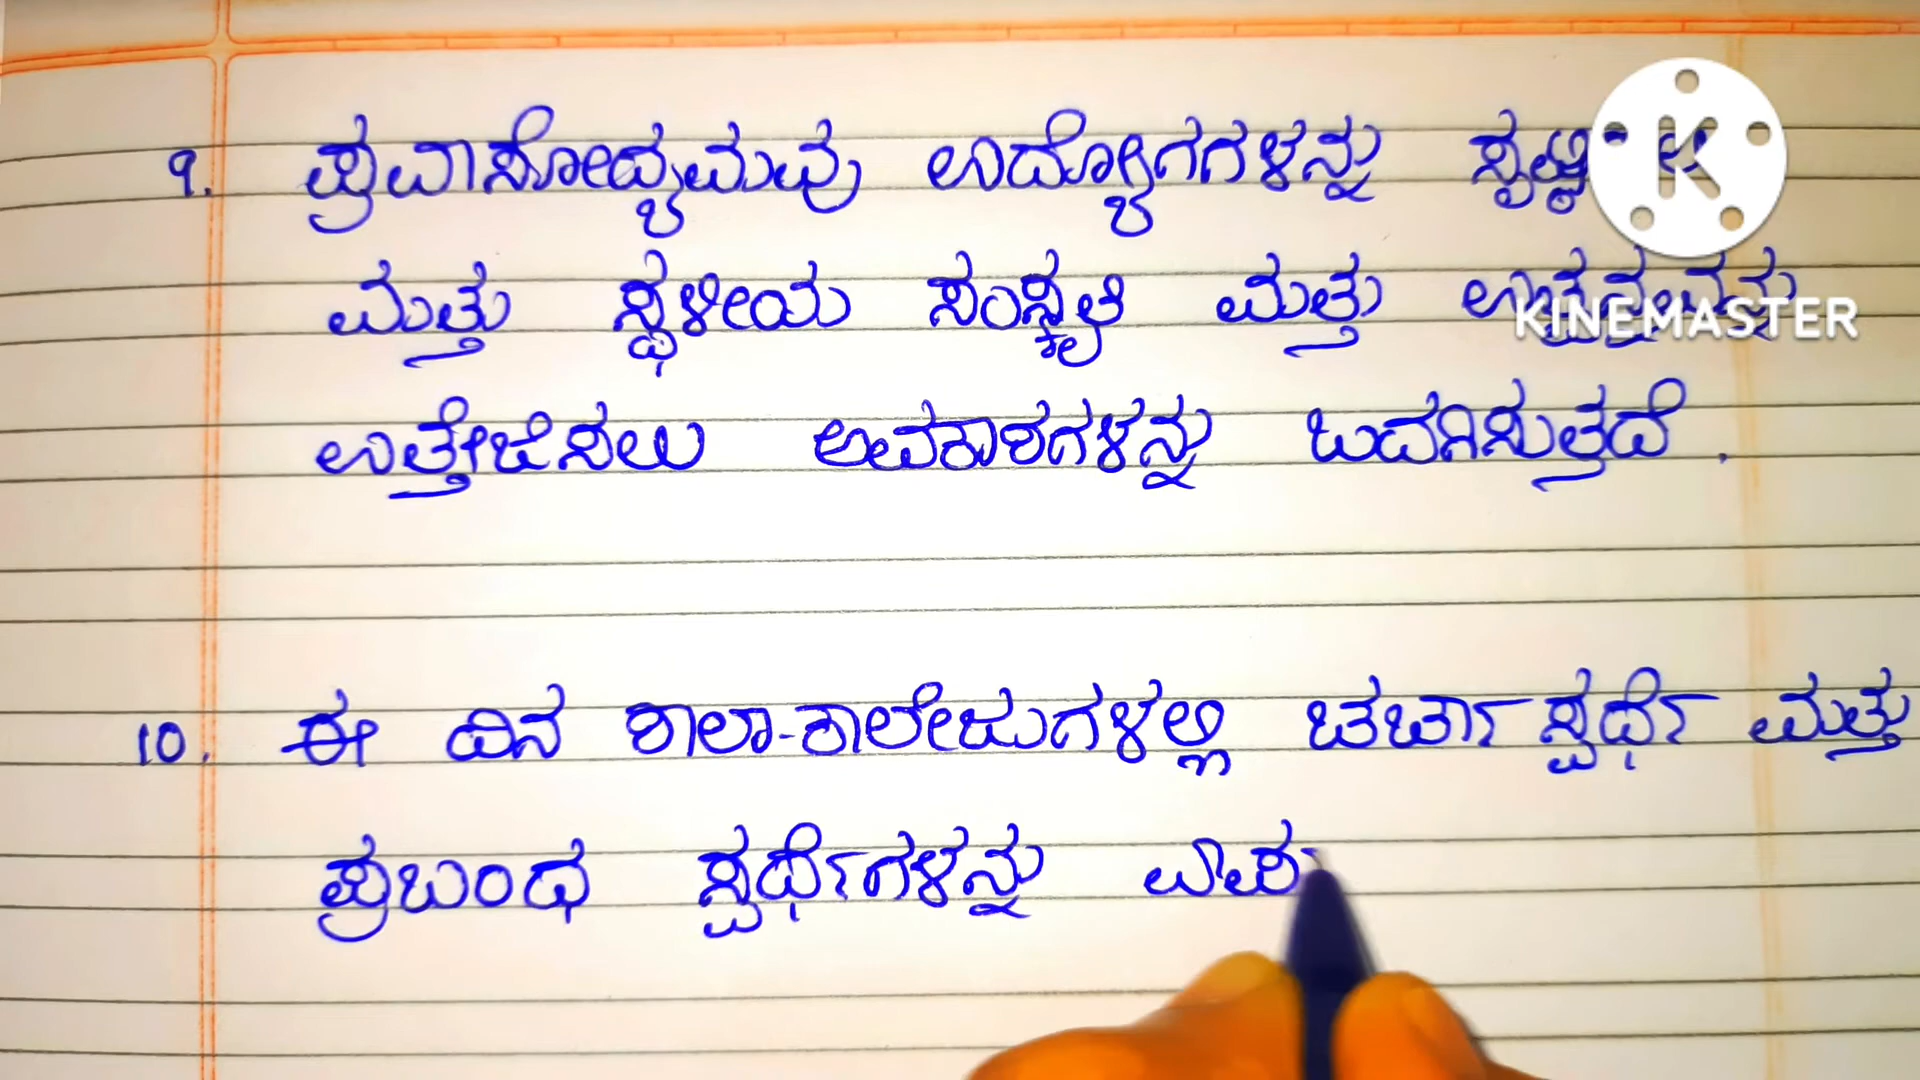 9. ಪ್ರವಾಸೋದ್ಯಮವು ಉದ್ಯೋಗಗಳನ್ನು
ಮತ್ತು ಸ್ಥಳೀಯ ಸಂಸ್ಕೃತಿ ಮತ್ತು
KINEMASTER
ಉತ್ತೇಜಿಸಲು ಅವಕಾಶಗಳನ್ನು ಒದಗಿಸುತ್ತದೆ .
10. ಈ ದಿನ ಶಾಲಾ-ಕಾಲೇಜುಗಳಲ್ಲಿ ಚರ್ಚಾ ಸ್ಪರ್ಧೆ ಮತ್ತು
ಪ್ರಬಂಧ ಸ್ಪರ್ಧೆಗಳನ್ನು